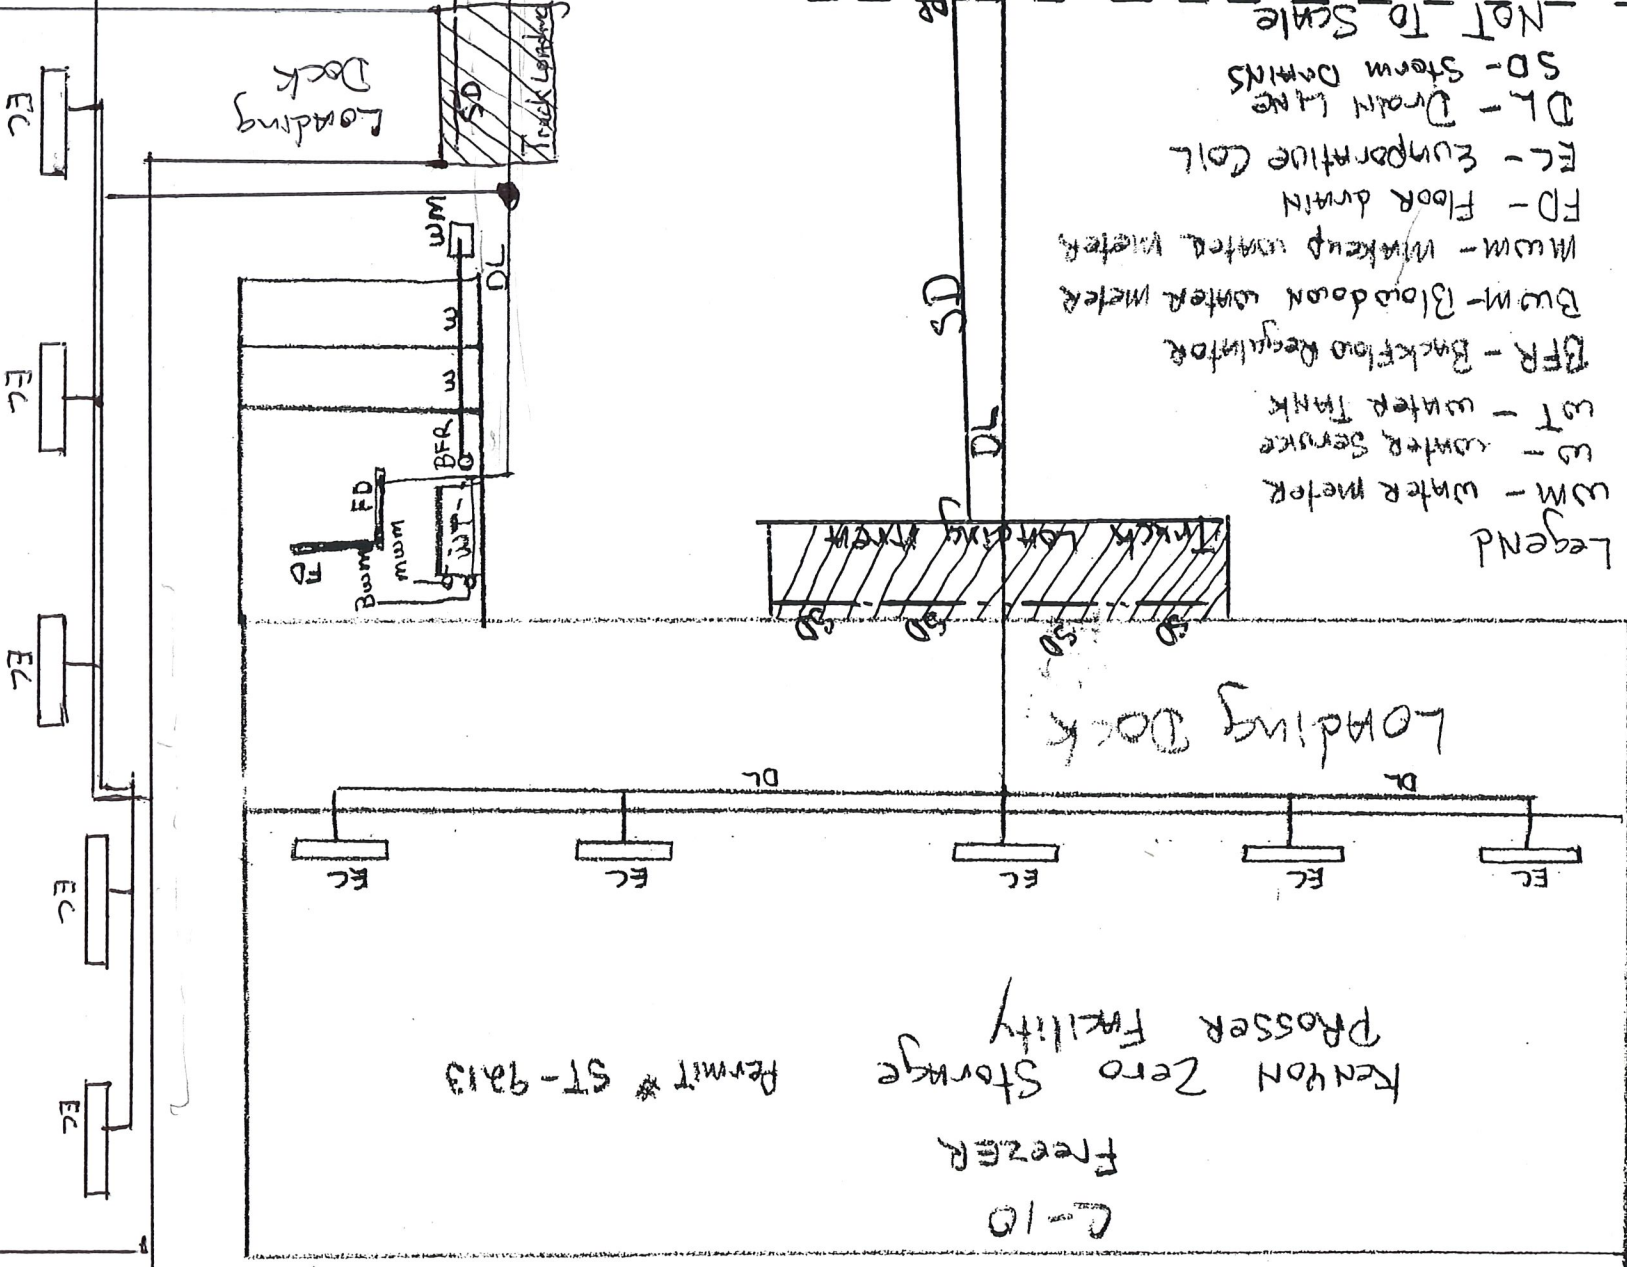 C-10
Freezer
Kenyon Zero Storage
Permit # ST-9213
Prosser Facility
EC
EC
EC
EC
EC
DL
DL
Loading Dock
SD
SD
SD
SD
Truck Loading Area
DL
SD
Legend
WM - water meter
W - water service
WT - water TANK
BFR - BackFlow Regulator
BWM - Blowdown water meter
MWM - Makeup water meter
FD - Floor drain
EC - Evaporative Coil
DL - Drain Line
SD - Storm Drains
Not To Scale
BWM
MWM
FD
FD
WT
BFR
W
W
WM
DL
Loading
Dock
SD
Truck Loading
EC
EC
EC
EC
EC